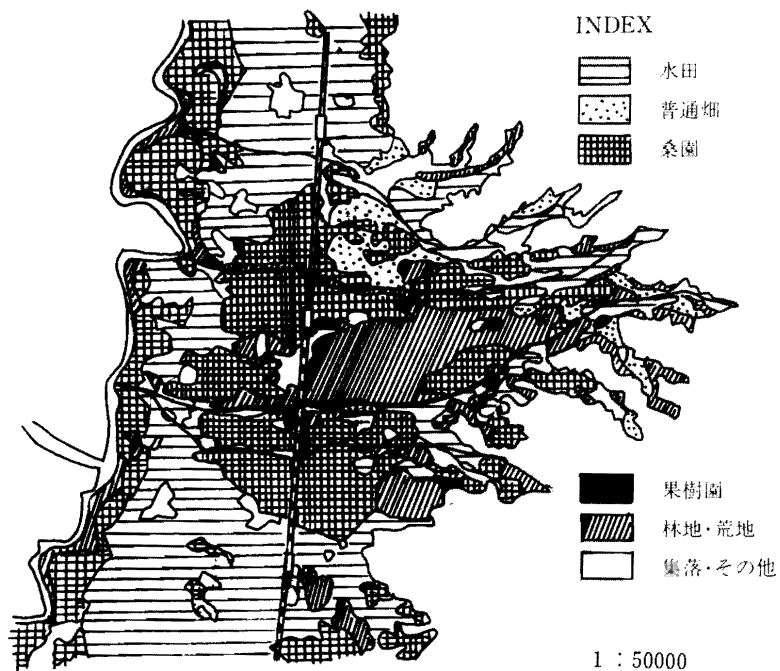 INDEX
水田
普通畑
桑園
果樹園
林地・荒地
集落・その他
1 : 50000